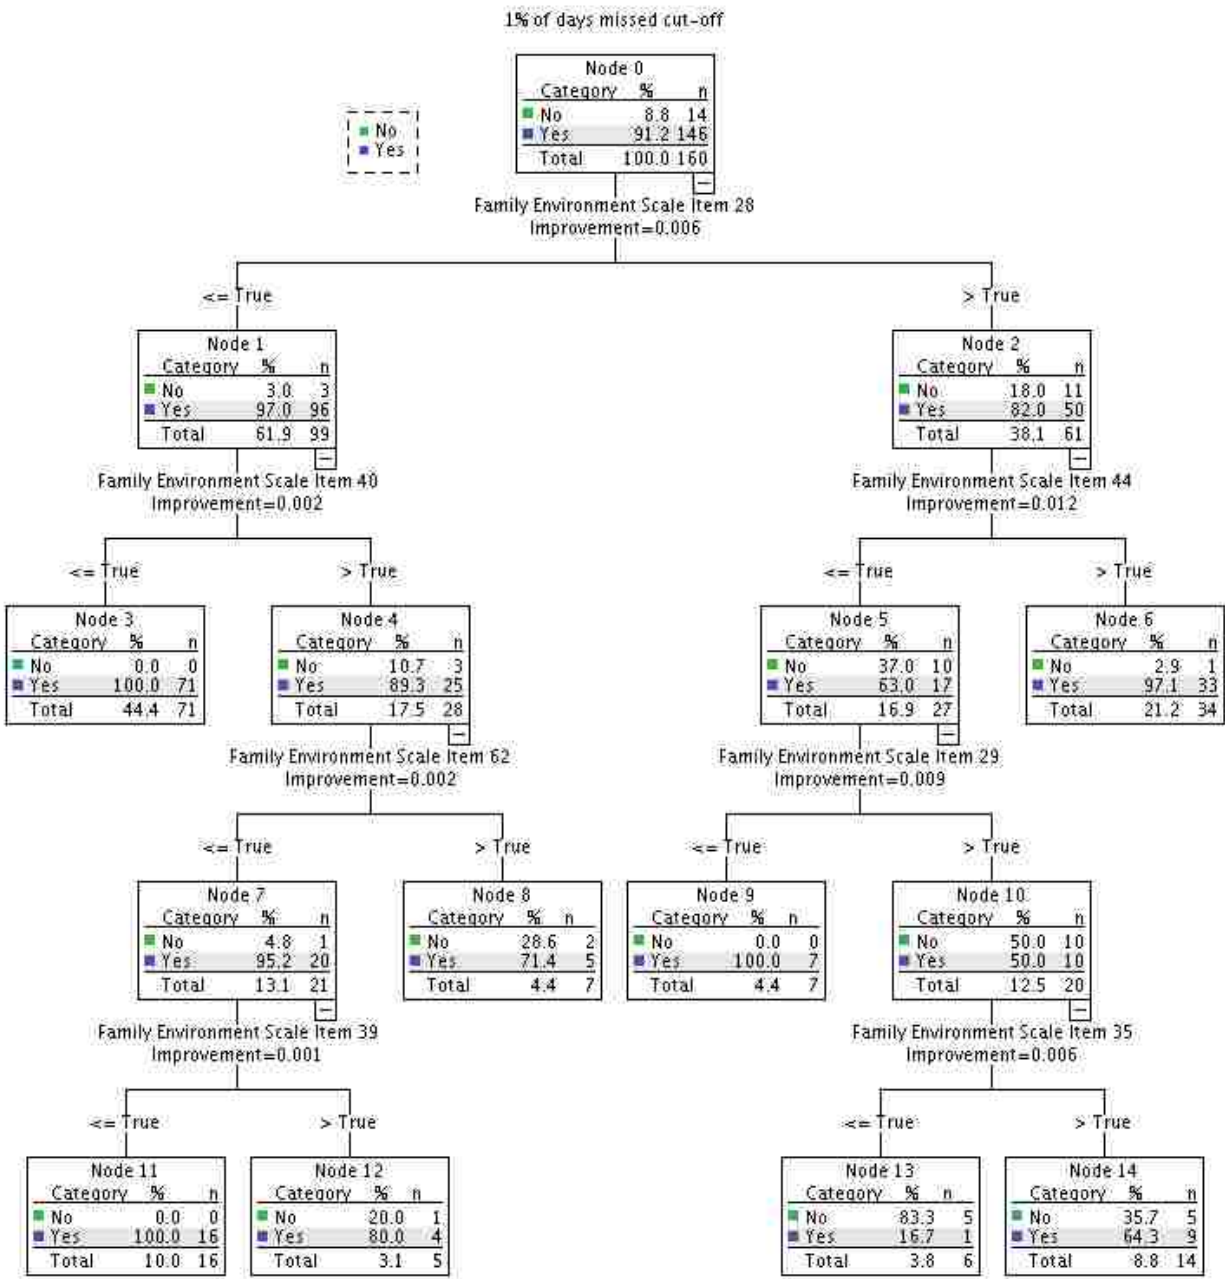 1% of days missed cut-off
Node 0
Category % n
No 8.8 14
Yes 91.2 146
Total 100.0 160
No
Yes
Family Environment Scale Item 28
Improvement=0.006
<= True
> True
Node 1
Category % n
No 3.0 3
Yes 97.0 96
Total 61.9 99
Node 2
Category % n
No 18.0 11
Yes 82.0 50
Total 38.1 61
Family Environment Scale Item 40
Improvement=0.002
Family Environment Scale Item 44
Improvement=0.012
<= True
> True
<= True
> True
Node 3
Category % n
No 0.0 0
Yes 100.0 71
Total 44.4 71
Node 4
Category % n
No 10.7 3
Yes 89.3 25
Total 17.5 28
Node 5
Category % n
No 37.0 10
Yes 63.0 17
Total 16.9 27
Node 6
Category % n
No 2.9 1
Yes 97.1 33
Total 21.2 34
Family Environment Scale Item 62
Improvement=0.002
Family Environment Scale Item 29
Improvement=0.009
<= True
> True
<= True
> True
Node 7
Category % n
No 4.8 1
Yes 95.2 20
Total 13.1 21
Node 8
Category % n
No 28.6 2
Yes 71.4 5
Total 4.4 7
Node 9
Category % n
No 0.0 0
Yes 100.0 7
Total 4.4 7
Node 10
Category % n
No 50.0 10
Yes 50.0 10
Total 12.5 20
Family Environment Scale Item 39
Improvement=0.001
Family Environment Scale Item 35
Improvement=0.006
<= True
> True
<= True
> True
Node 11
Category % n
No 0.0 0
Yes 100.0 16
Total 10.0 16
Node 12
Category % n
No 20.0 1
Yes 80.0 4
Total 3.1 5
Node 13
Category % n
No 83.3 5
Yes 16.7 1
Total 3.8 6
Node 14
Category % n
No 35.7 5
Yes 64.3 9
Total 8.8 14